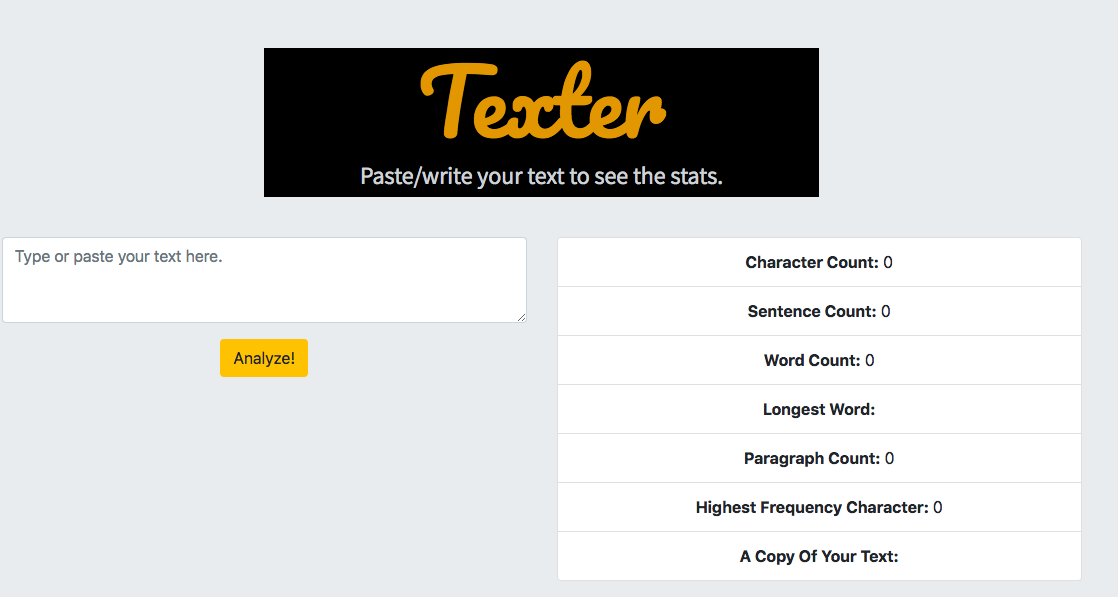 Texter
Paste/write your text to see the stats.
Type or paste your text here.
Analyze!
Character Count: 0
Sentence Count: 0
Word Count: 0
Longest Word:
Paragraph Count: 0
Highest Frequency Character: 0
A Copy Of Your Text: